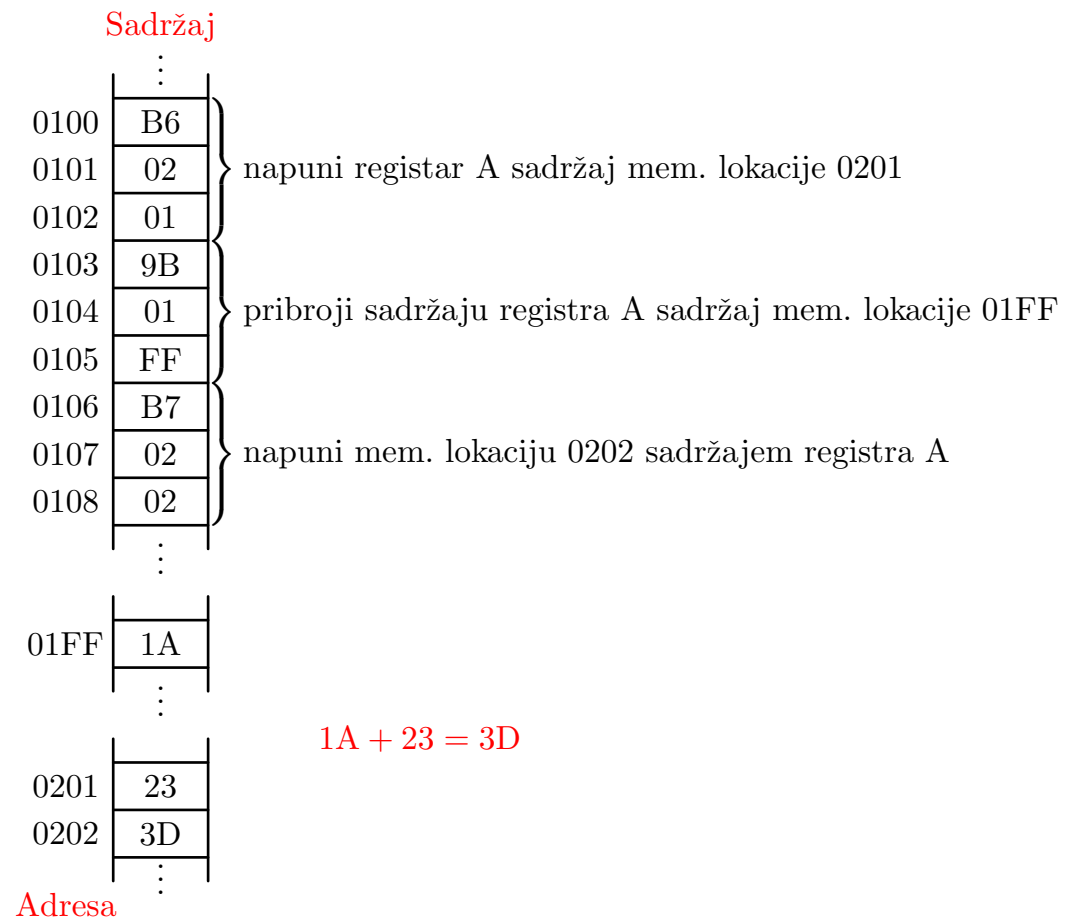 Sadržaj
⋮
0100 B6
0101 02 napuni registar A sadržaj mem. lokacije 0201
0102 01
0103 9B
0104 01 pribroji sadržaju registra A sadržaj mem. lokacije 01FF
0105 FF
0106 B7
0107 02 napuni mem. lokaciju 0202 sadržajem registra A
0108 02
⋮
01FF 1A
⋮
1A + 23 = 3D
0201 23
0202 3D
⋮
Adresa